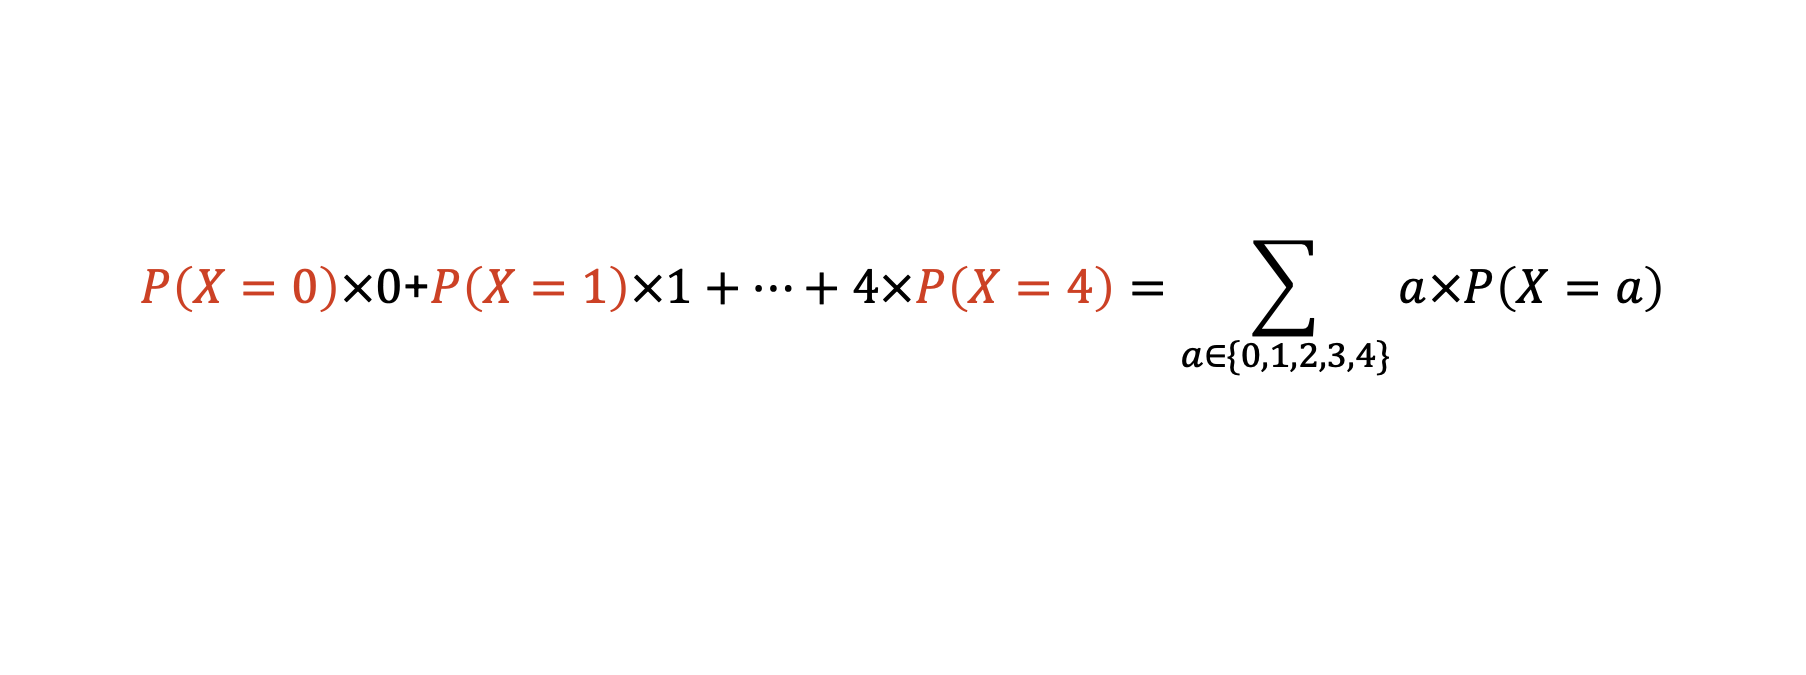 P(X = 0)×0+P(X = 1)×1 + ⋯ + 4×P(X = 4) = ∑ a×P(X = a)
a∈{0,1,2,3,4}